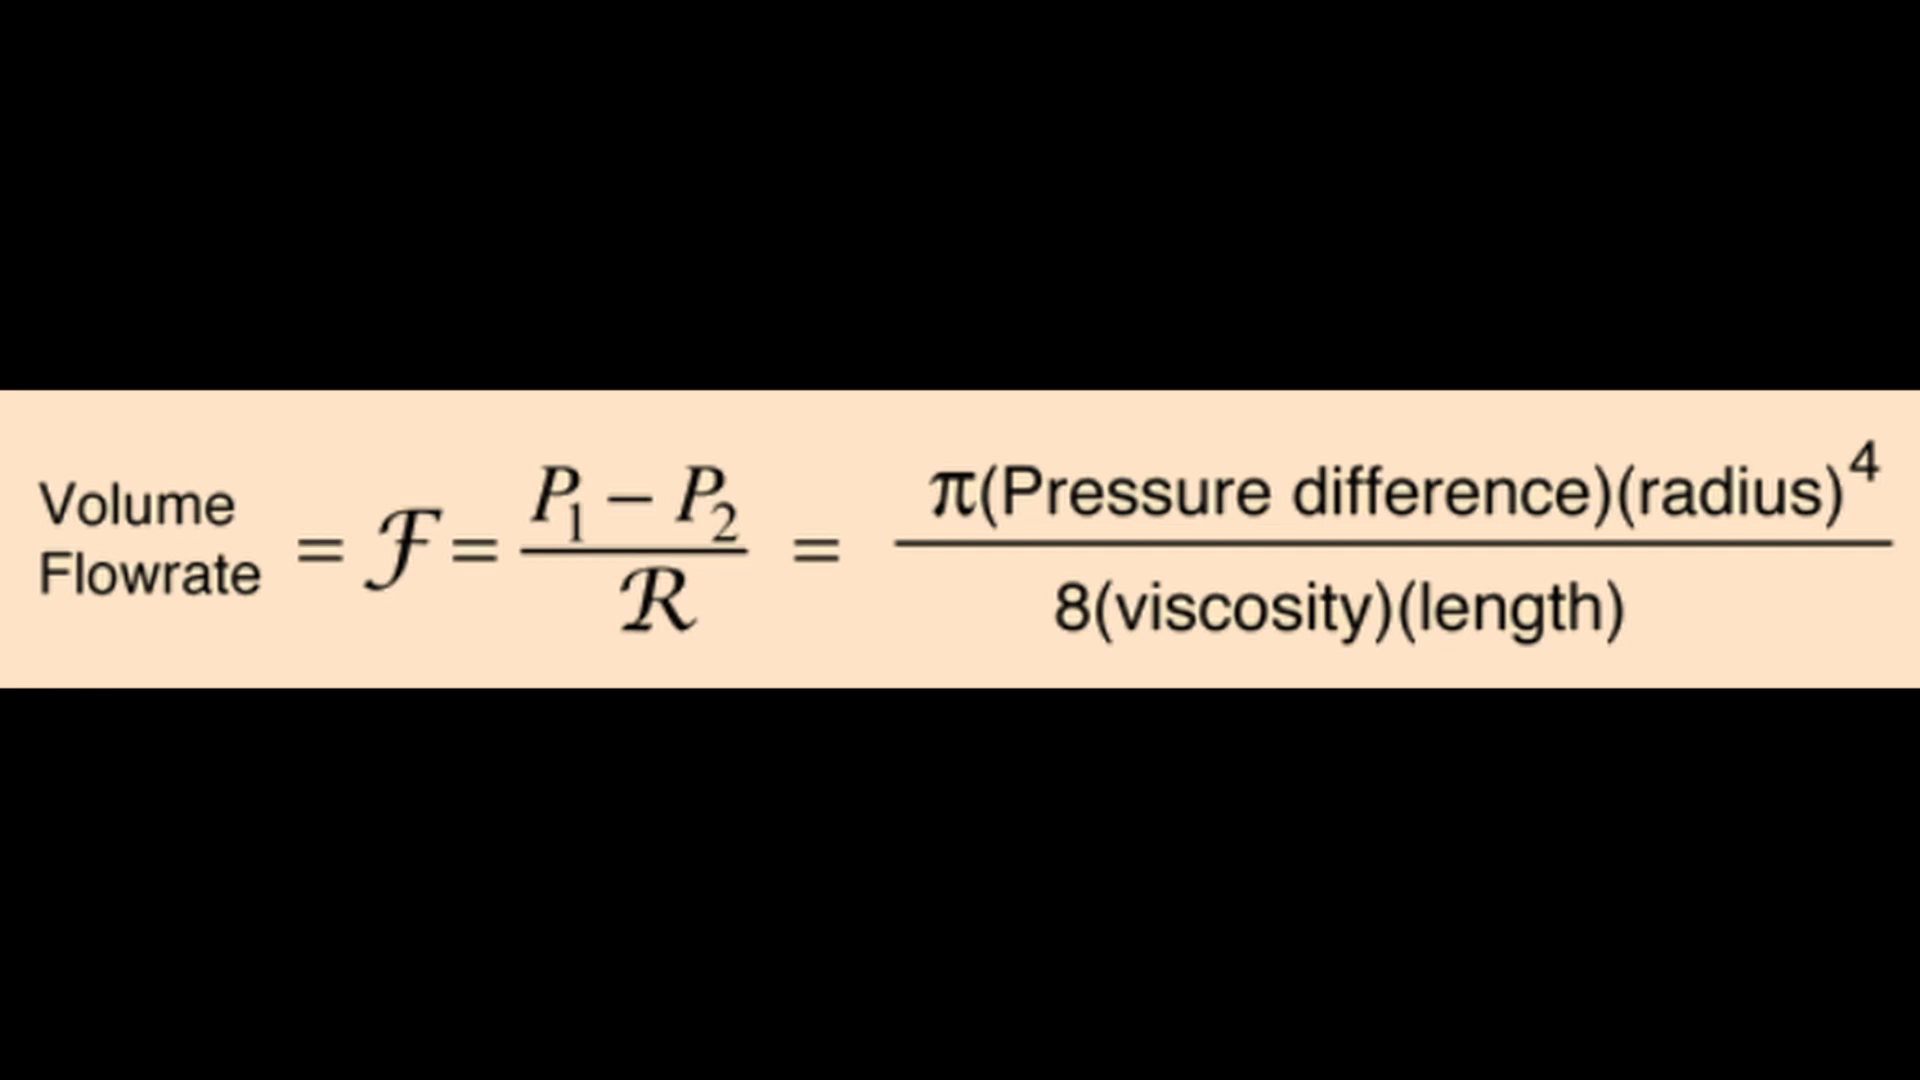 Volume
Flowrate = ℱ = P₁ − P₂ / ℛ = π(Pressure difference)(radius)⁴ / 8(viscosity)(length)